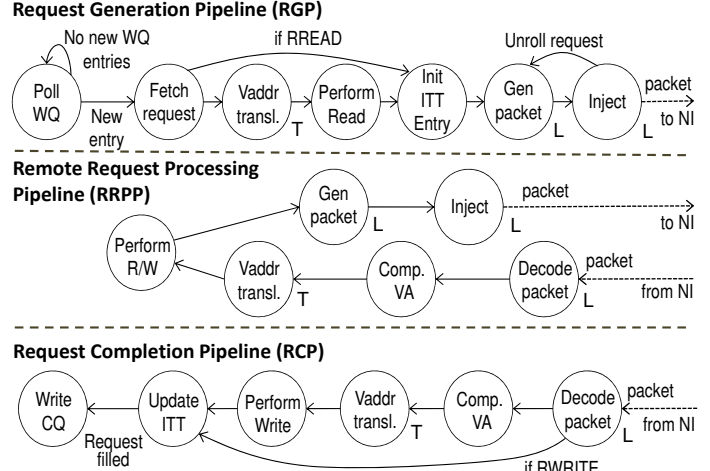 Request Generation Pipeline (RGP)
No new WQ
entries
if RREAD
Unroll request
Poll
WQ
New
entry
Fetch
request
Vaddr
transl.
T
Perform
Read
Init
ITT
Entry
Gen
packet
L
Inject
L
packet
to NI
Remote Request Processing
Pipeline (RRPP)
Gen
packet
L
Inject
L
packet
to NI
Perform
R/W
Vaddr
transl.
T
Comp.
VA
Decode
packet
L
packet
from NI
Request Completion Pipeline (RCP)
Write
CQ
Request
filled
Update
ITT
Perform
Write
Vaddr
transl.
T
Comp.
VA
Decode
packet
L
packet
from NI
if RWRITE